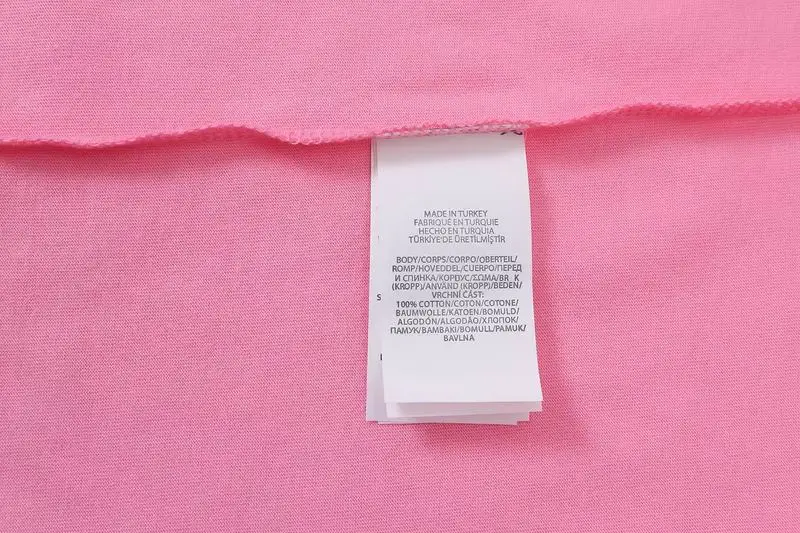 MADE IN TURKEY
FABRIQUÉ EN TURQUIE
HECHO EN TURQUIA
TÜRKİYE'DE ÜRETİLMİŞTİR
BODY/CORPS/CORPO/OBERTEIL/
ROMP/HOVEDDEL/CUERPO/ПЕРЕД
И СПИНКА/КОРПУС/ΣΩΜΑ/BR K
(KROPP)/ANVÄND (KROPP)/BEDEN/
VRCHNÍ ČÁST:
100% COTTON/COTON/COTONE/
BAUMWOLLE/KATOEN/BOMULD/
ALGODÓN/ALGODÃO/ХЛОПОК/
ПАМУК/BAMBAKI/BOMULL/PAMUK/
BAVLNA
S